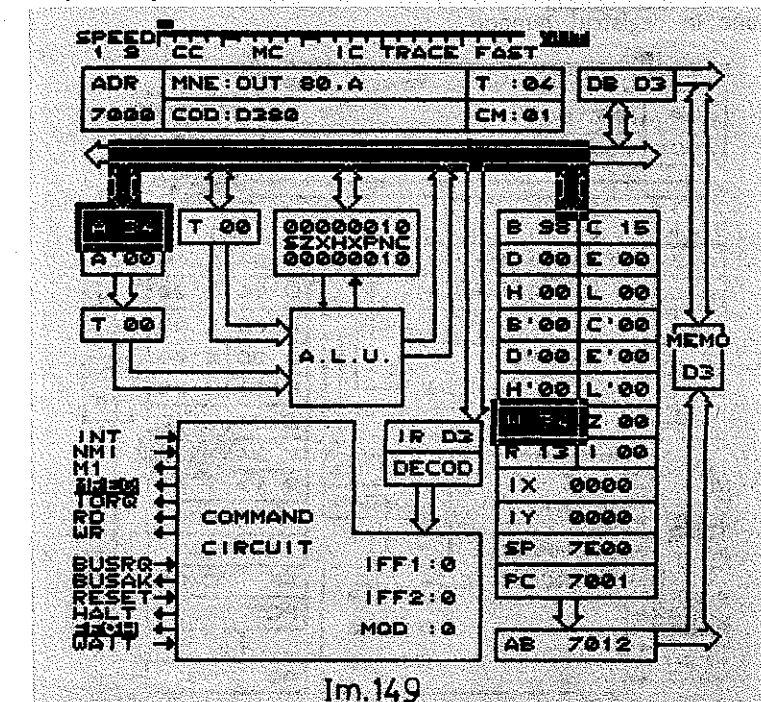 SPEED
1 8 CC MC IC TRACE FAST
ADR MNE:OUT 80.A T :04 DB D3
7000 COD:D380 CM:01
T 00 00000010 B 98 C 15
SZXHXPNC
A'00 00000010 D 00 E 00
H 00 L 00
T 00 B'00 C'00
MEMO
A.L.U. D'00 E'00
D3
H'00 L'00
INT IR D3 Z 00
NMI R 13 I 00
M1 DECOD
IORQ IX 0000
RD COMMAND IY 0000
WR
CIRCUIT SP 7E00
BUSRQ IFF1:0
BUSAK PC 7001
RESET IFF2:0
HALT
MOD :0
WAIT AB 7012
Im.149